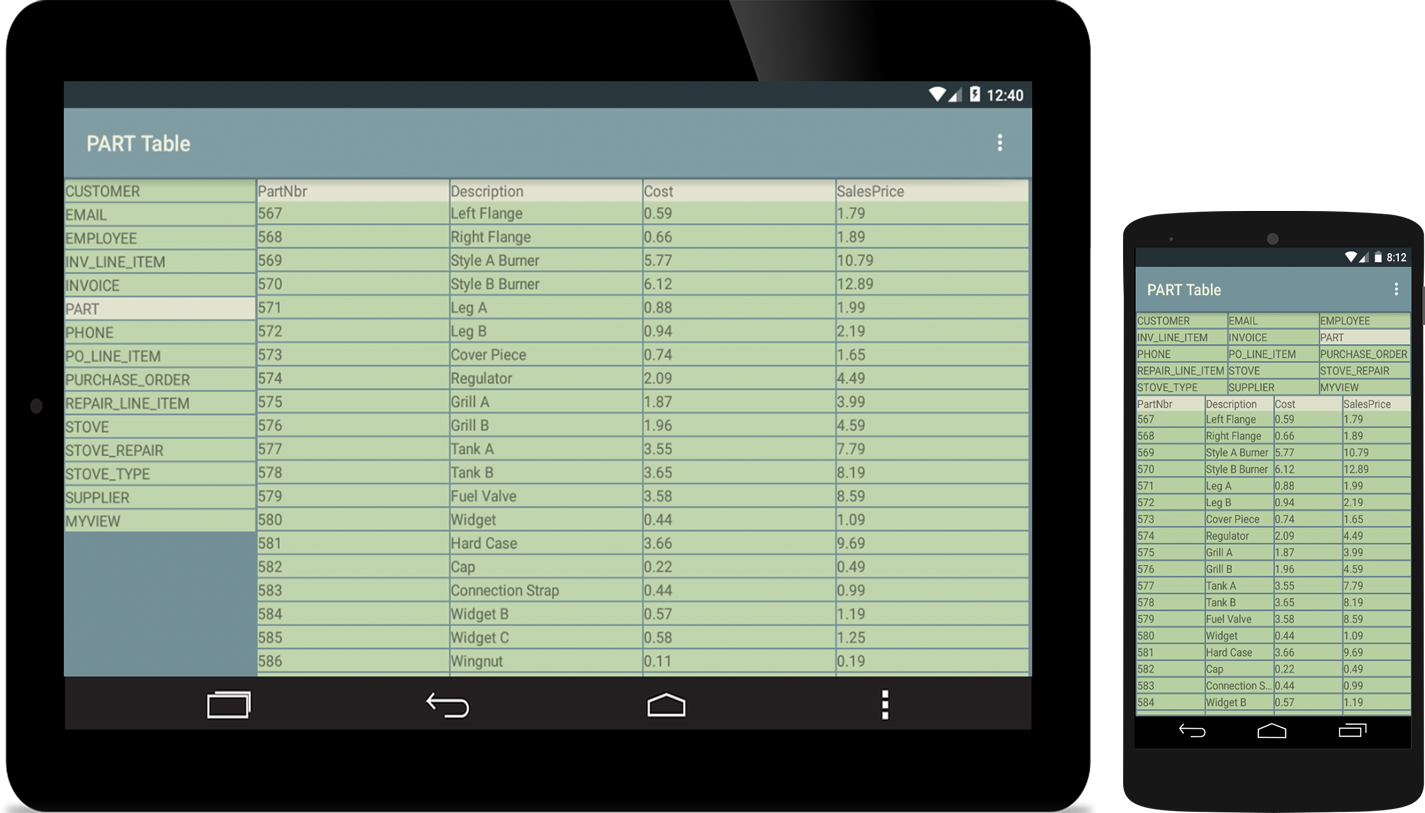 12:40
PART Table
CUSTOMER
EMAIL
EMPLOYEE
INV_LINE_ITEM
INVOICE
PART
PHONE
PO_LINE_ITEM
PURCHASE_ORDER
REPAIR_LINE_ITEM
STOVE
STOVE_REPAIR
STOVE_TYPE
SUPPLIER
MYVIEW
PartNbr Description Cost SalesPrice
567 Left Flange 0.59 1.79
568 Right Flange 0.66 1.89
569 Style A Burner 5.77 10.79
570 Style B Burner 6.12 12.89
571 Leg A 0.88 1.99
572 Leg B 0.94 2.19
573 Cover Piece 0.74 1.65
574 Regulator 2.09 4.49
575 Grill A 1.87 3.99
576 Grill B 1.96 4.59
577 Tank A 3.55 7.79
578 Tank B 3.65 8.19
579 Fuel Valve 3.58 8.59
580 Widget 0.44 1.09
581 Hard Case 3.66 9.69
582 Cap 0.22 0.49
583 Connection Strap 0.44 0.99
584 Widget B 0.57 1.19
585 Widget C 0.58 1.25
586 Wingnut 0.11 0.19
8:12
PART Table
CUSTOMER EMAIL EMPLOYEE
INV_LINE_ITEM INVOICE PART
PHONE PO_LINE_ITEM PURCHASE_ORDER
REPAIR_LINE_ITEM STOVE STOVE_REPAIR
STOVE_TYPE SUPPLIER MYVIEW
PartNbr Description Cost SalesPrice
567 Left Flange 0.59 1.79
568 Right Flange 0.66 1.89
569 Style A Burner 5.77 10.79
570 Style B Burner 6.12 12.89
571 Leg A 0.88 1.99
572 Leg B 0.94 2.19
573 Cover Piece 0.74 1.65
574 Regulator 2.09 4.49
575 Grill A 1.87 3.99
576 Grill B 1.96 4.59
577 Tank A 3.55 7.79
578 Tank B 3.65 8.19
579 Fuel Valve 3.58 8.59
580 Widget 0.44 1.09
581 Hard Case 3.66 9.69
582 Cap 0.22 0.49
583 Connection S... 0.44 0.99
584 Widget B 0.57 1.19